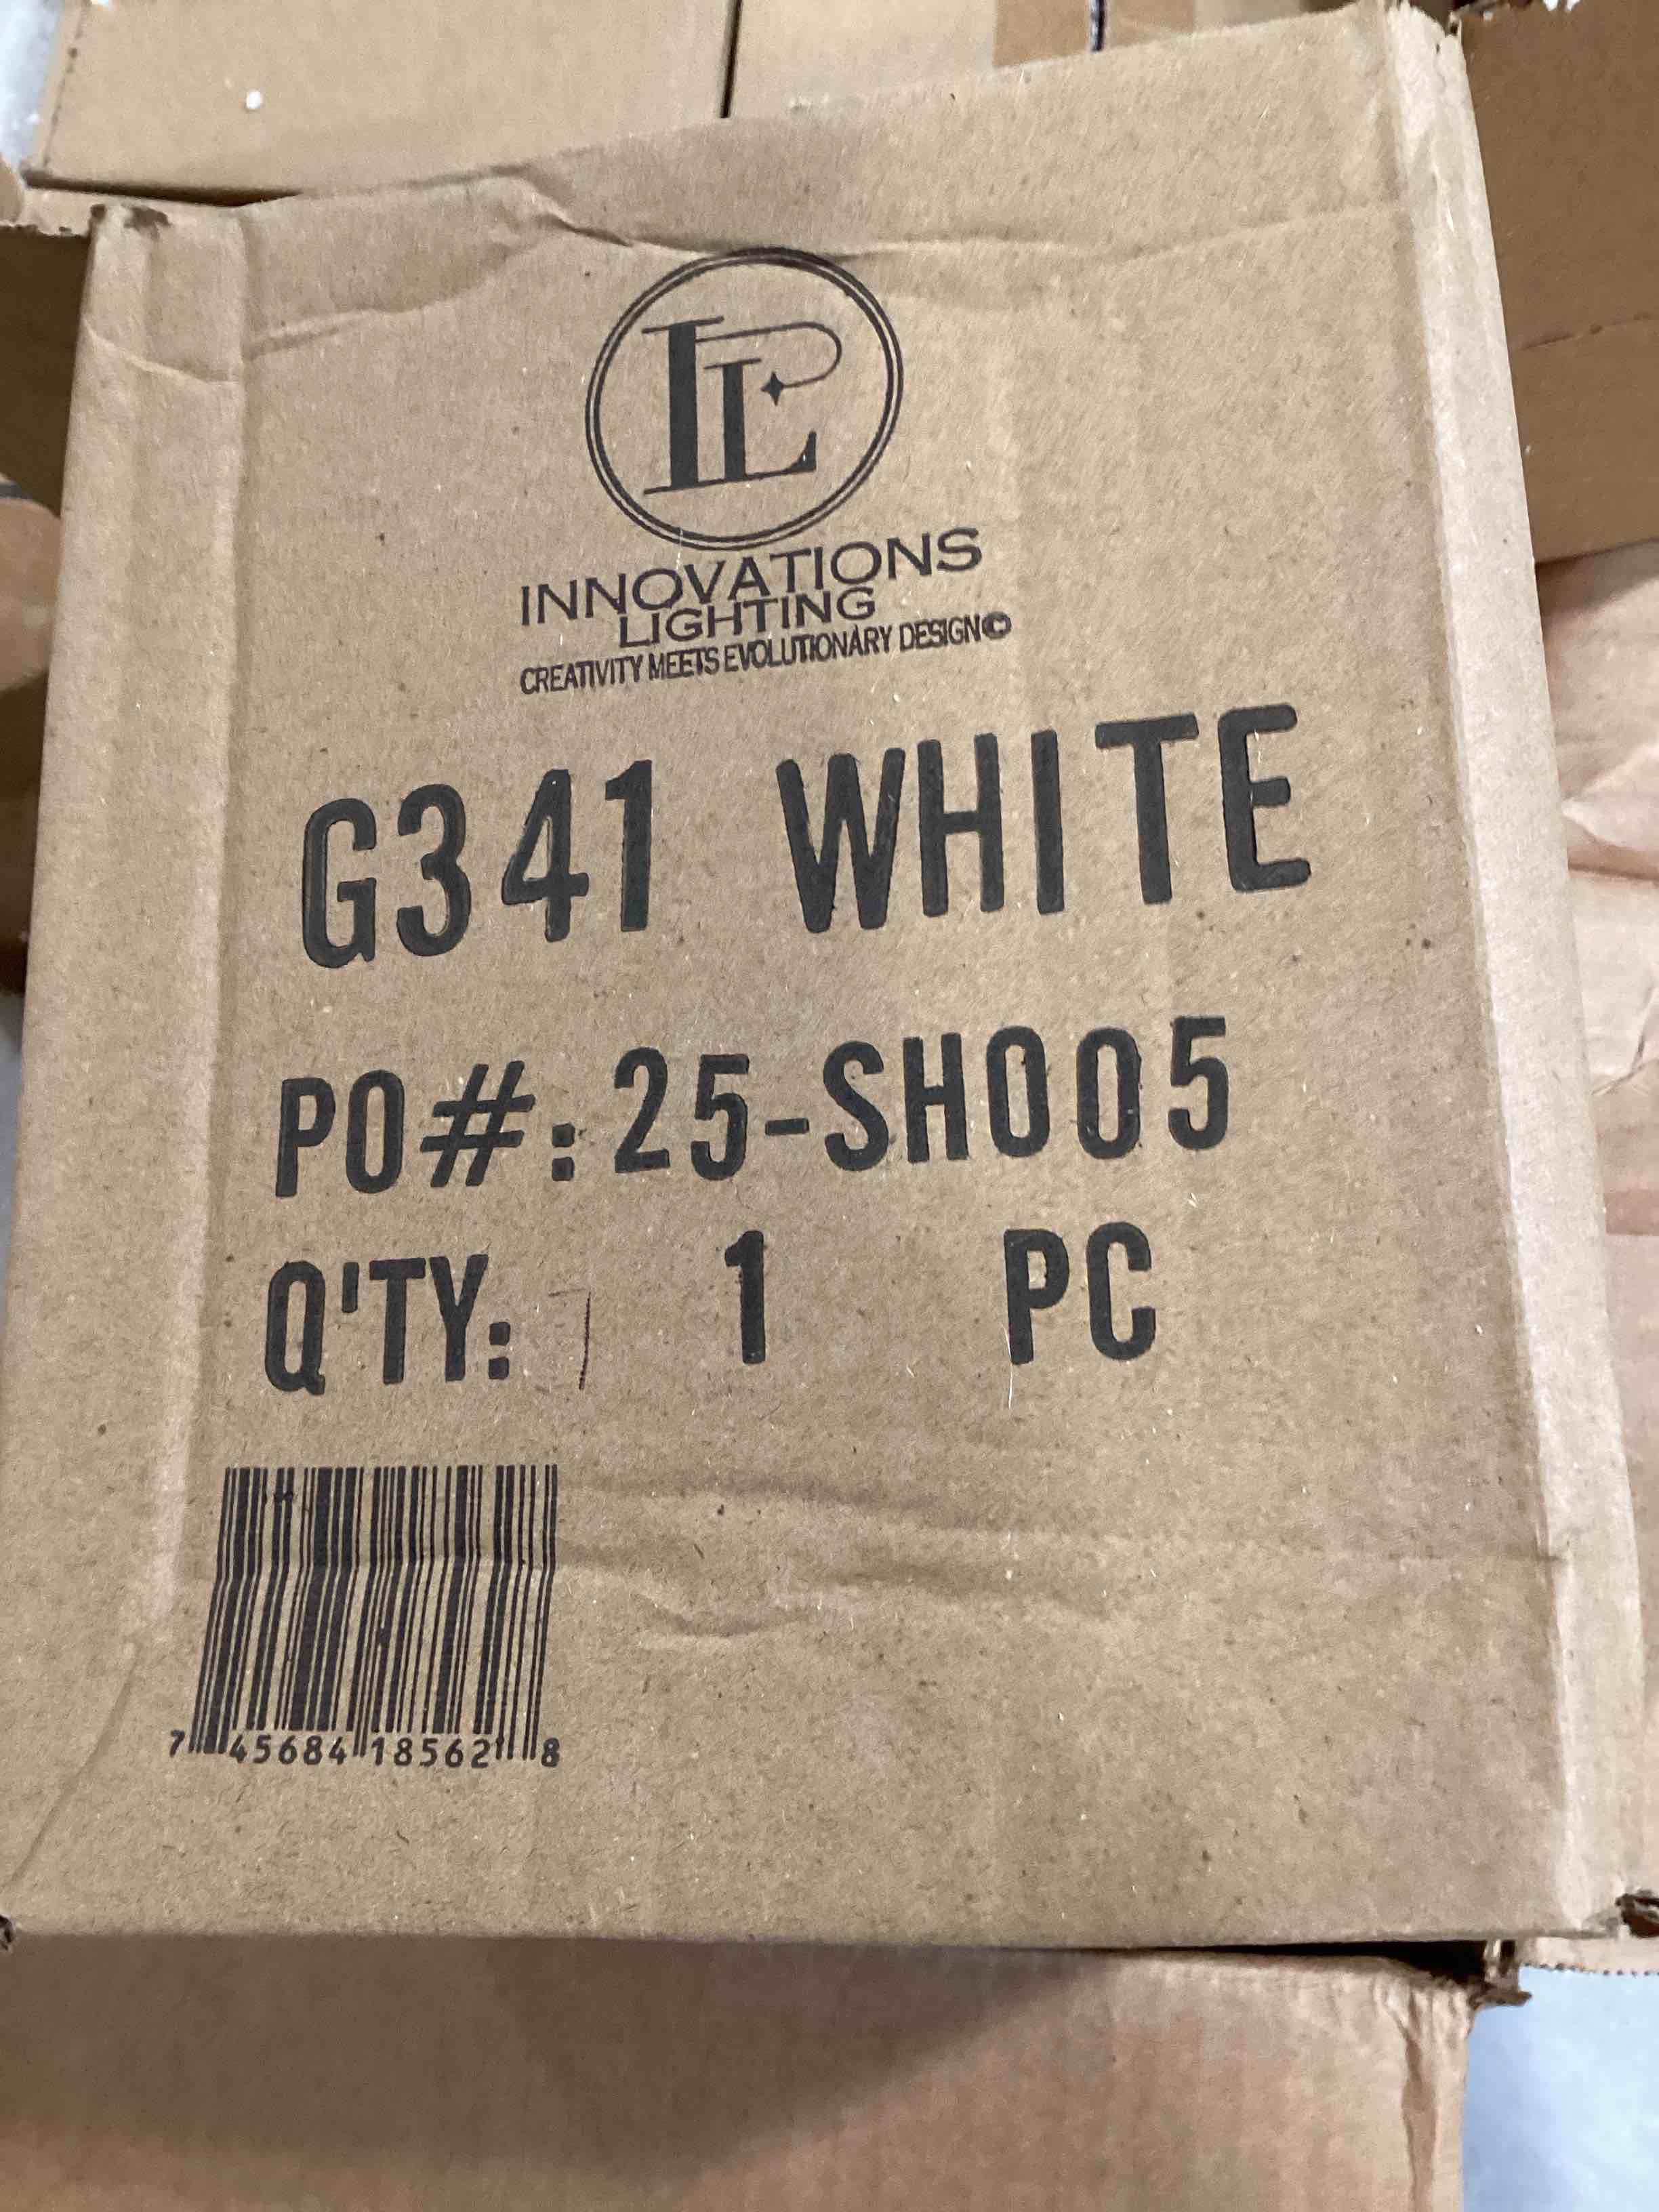 IL
INNOVATIONS
LIGHTING
CREATIVITY MEETS EVOLUTIONARY DESIGN©
G341 WHITE
PO#:25-SH005
Q'TY: 1 PC
7 45684 18562 8